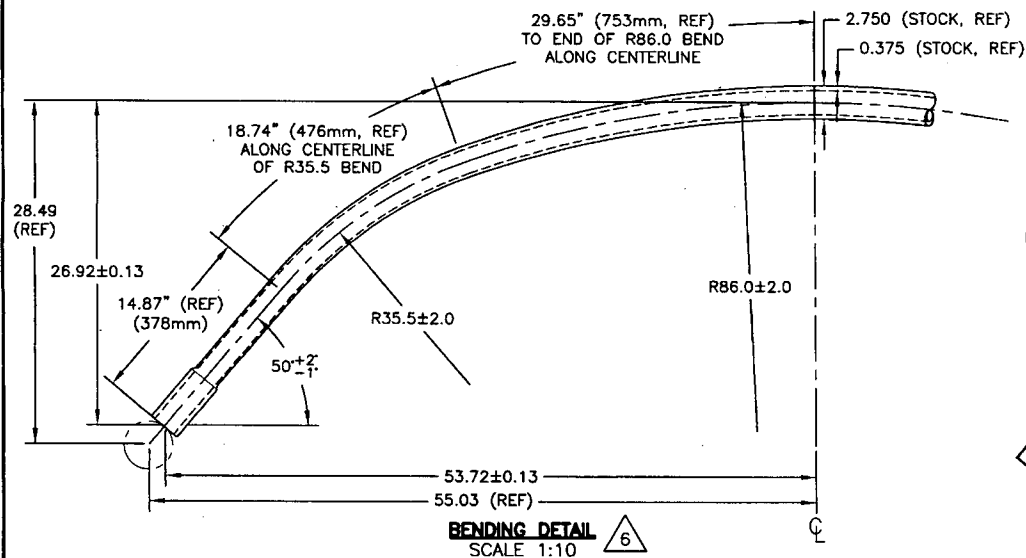 29.65" (753mm, REF)
TO END OF R86.0 BEND
ALONG CENTERLINE
2.750 (STOCK, REF)
0.375 (STOCK, REF)
18.74" (476mm, REF)
ALONG CENTERLINE
OF R35.5 BEND
28.49
(REF)
26.92±0.13
14.87" (REF)
(378mm)
R35.5±2.0
R86.0±2.0
50°+2°
-1°
53.72±0.13
55.03 (REF)
BENDING DETAIL 6
SCALE 1:10
℄